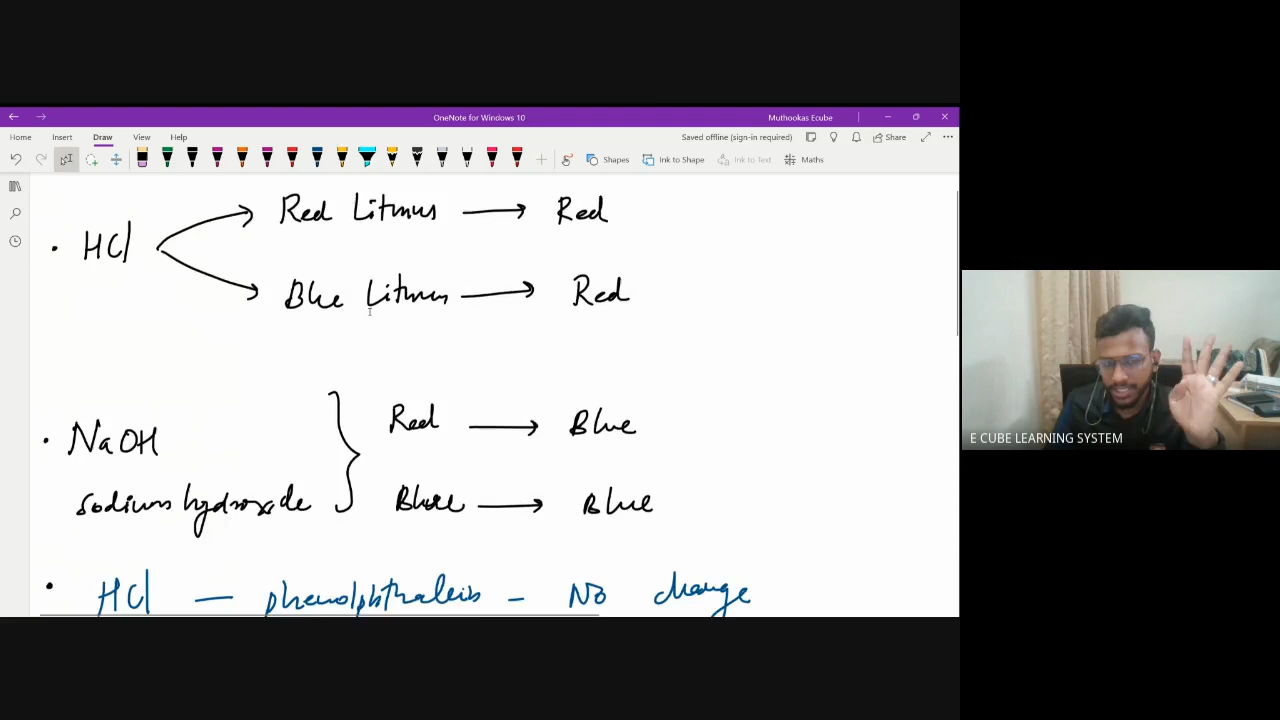 OneNote for Windows 10
Muthookas Ecube
Home Insert Draw View Help
Saved offline (sign-in required)
Share
Shapes
Ink to Shape
Ink to Text
Maths
Red Litmus → Red
• HCl
Blue Litmus → Red
Red → Blue
• NaOH
sodium hydroxide
Blue → Blue
E CUBE LEARNING SYSTEM
• HCl — phenolphthalein – No change